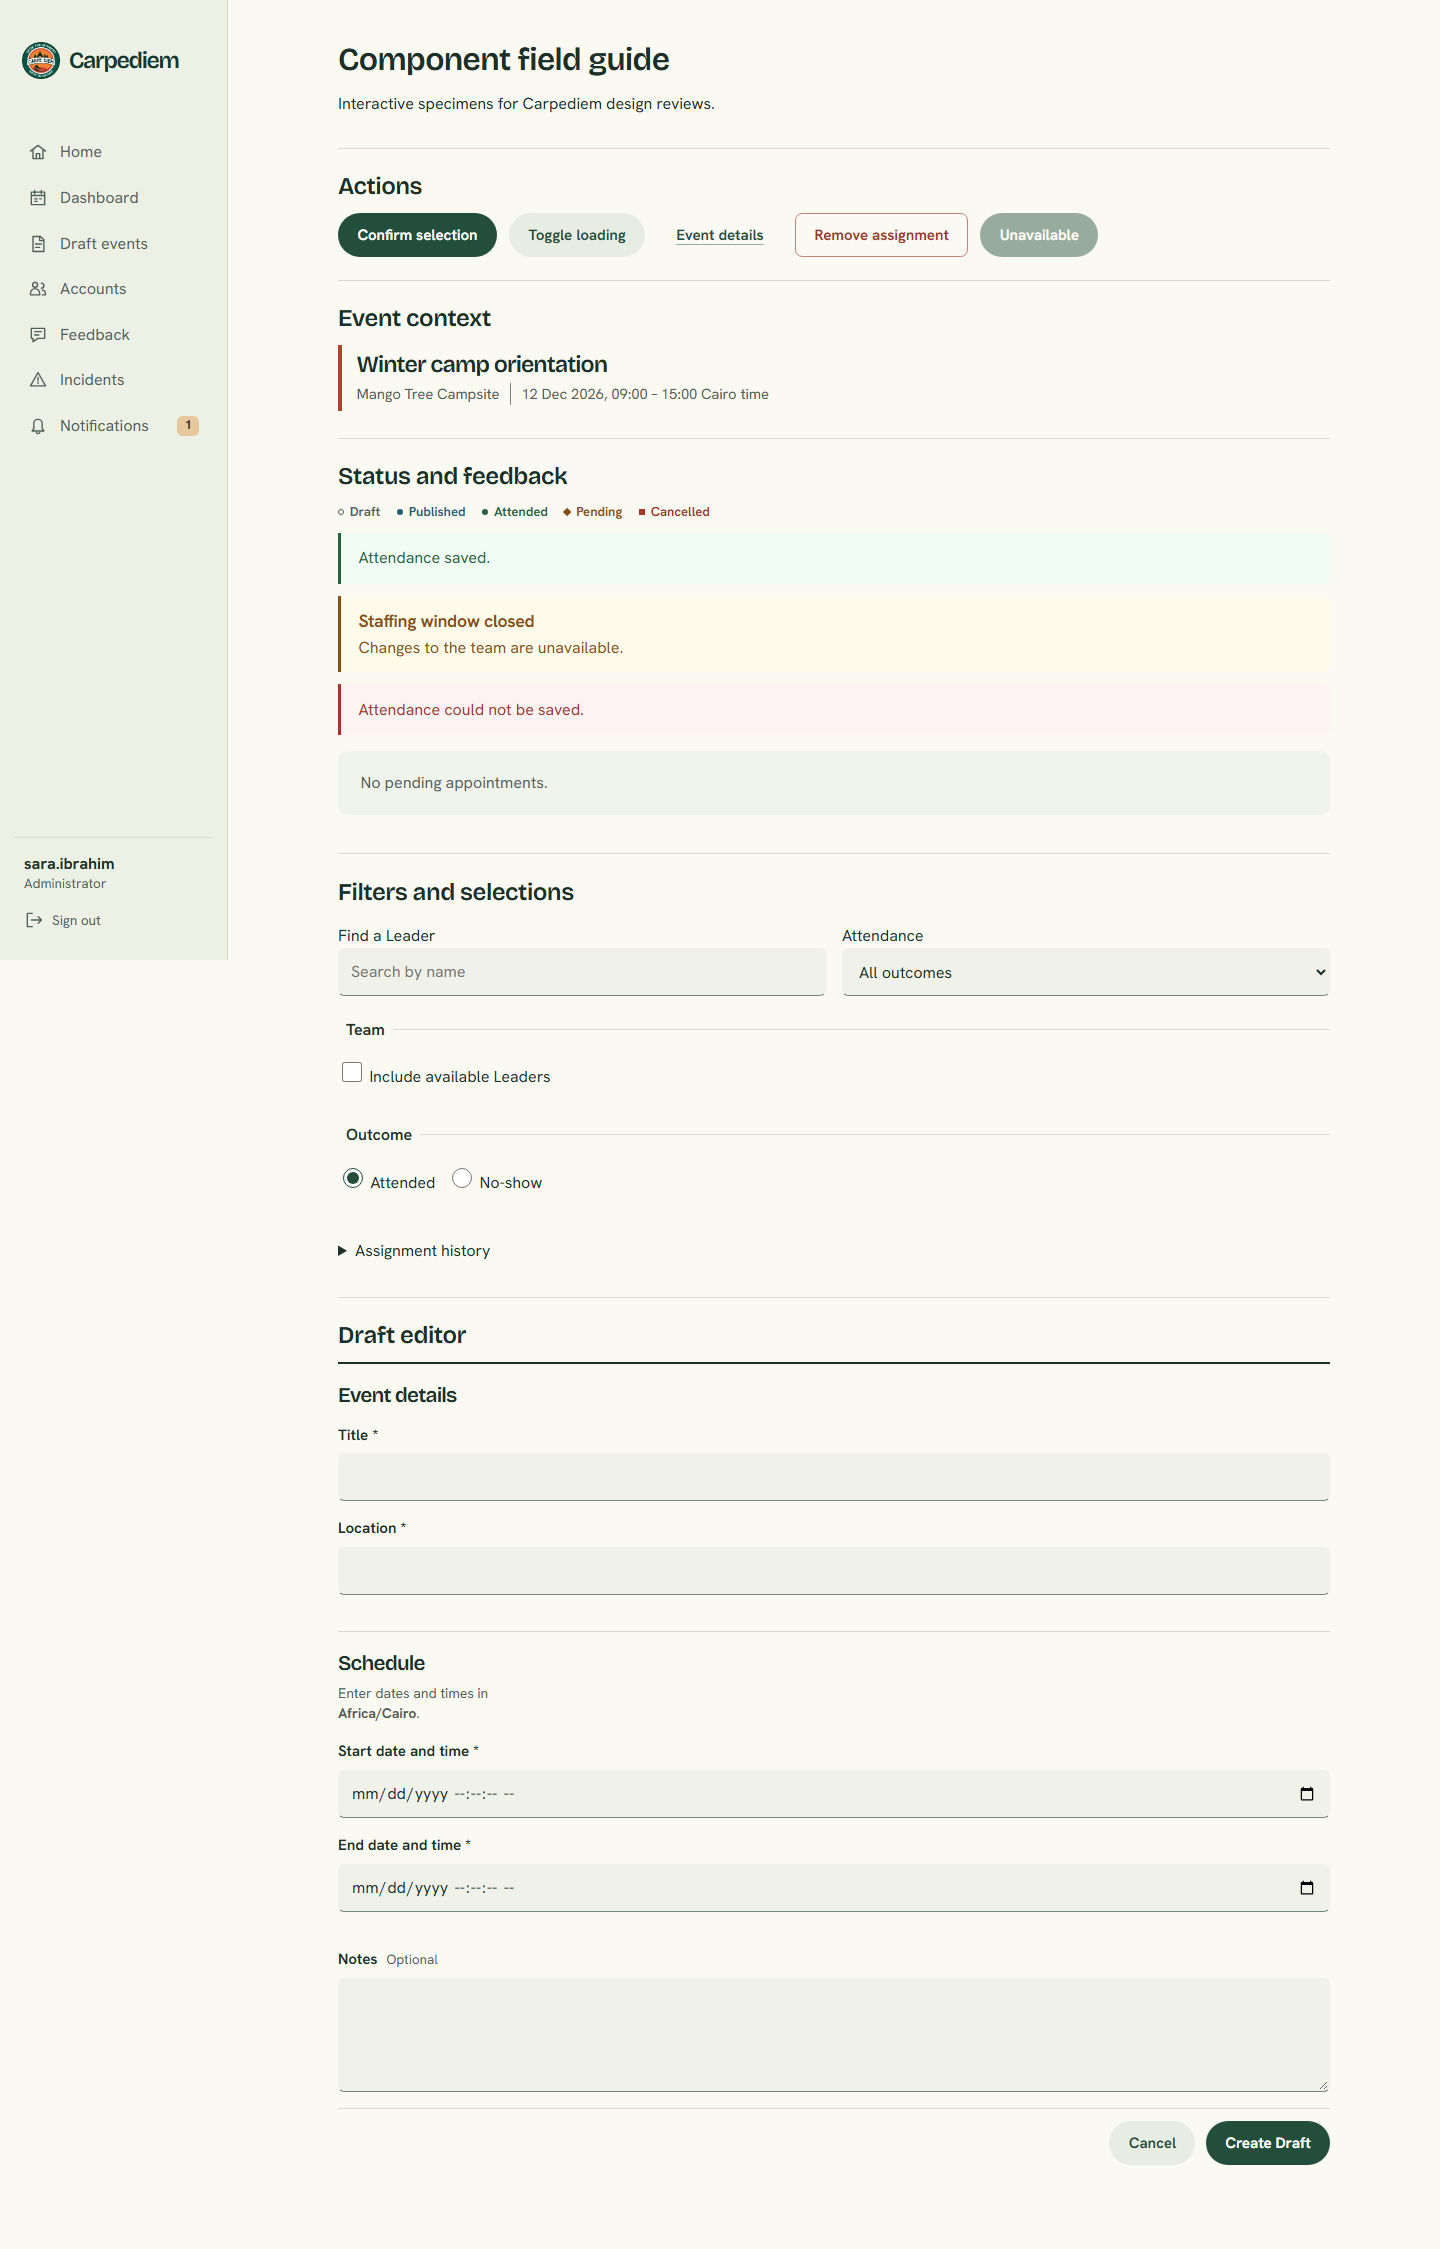 Carpediem
Home
Dashboard
Draft events
Accounts
Feedback
Incidents
Notifications 1
sara.ibrahim
Administrator
Sign out
Component field guide
Interactive specimens for Carpediem design reviews.
Actions
Confirm selection Toggle loading Event details Remove assignment Unavailable
Event context
Winter camp orientation
Mango Tree Campsite 12 Dec 2026, 09:00 – 15:00 Cairo time
Status and feedback
Draft Published Attended Pending Cancelled
Attendance saved.
Staffing window closed
Changes to the team are unavailable.
Attendance could not be saved.
No pending appointments.
Filters and selections
Find a Leader Attendance
Search by name All outcomes
Team
Include available Leaders
Outcome
Attended No-show
Assignment history
Draft editor
Event details
Title *
Location *
Schedule
Enter dates and times in
Africa/Cairo.
Start date and time *
mm/dd/yyyy --:--:-- --
End date and time *
mm/dd/yyyy --:--:-- --
Notes Optional
Cancel Create Draft